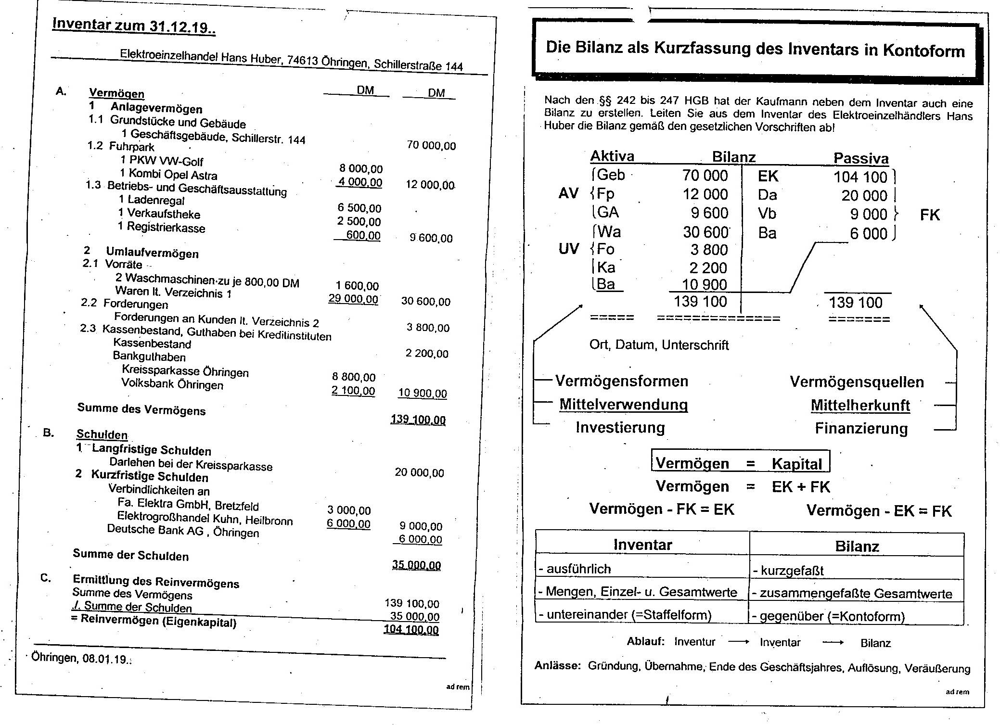 Inventar zum 31.12.19..
Elektroeinzelhandel Hans Huber, 74613 Öhringen, Schillerstraße 144
DM DM
A. Vermögen
1 Anlagevermögen
1.1 Grundstücke und Gebäude
1 Geschäftsgebäude, Schillerstr. 144 70 000,00
1.2 Fuhrpark
1 PKW VW-Golf 8 000,00
1 Kombi Opel Astra 4 000,00 12 000,00
1.3 Betriebs- und Geschäftsausstattung
1 Ladenregal 6 500,00
1 Verkaufstheke 2 500,00
1 Registrierkasse 600,00 9 600,00
2 Umlaufvermögen
2.1 Vorräte
2 Waschmaschinen zu je 800,00 DM 1 600,00
Waren lt. Verzeichnis 1 29 000,00 30 600,00
2.2 Forderungen
Forderungen an Kunden lt. Verzeichnis 2 3 800,00
2.3 Kassenbestand, Guthaben bei Kreditinstituten
Kassenbestand 2 200,00
Bankguthaben
Kreissparkasse Öhringen 8 800,00
Volksbank Öhringen 2 100,00 10 900,00
Summe des Vermögens 139 100,00
B. Schulden
1 Langfristige Schulden
Darlehen bei der Kreissparkasse 20 000,00
2 Kurzfristige Schulden
Verbindlichkeiten an
Fa. Elektra GmbH, Bretzfeld 3 000,00
Elektrogroßhandel Kuhn, Heilbronn 6 000,00 9 000,00
Deutsche Bank AG , Öhringen 6 000,00
Summe der Schulden 35 000,00
C. Ermittlung des Reinvermögens
Summe des Vermögens 139 100,00
./. Summe der Schulden 35 000,00
= Reinvermögen (Eigenkapital) 104 100,00
Öhringen, 08.01.19..
ad rem
Die Bilanz als Kurzfassung des Inventars in Kontoform
Nach den §§ 242 bis 247 HGB hat der Kaufmann neben dem Inventar auch eine
Bilanz zu erstellen. Leiten Sie aus dem Inventar des Elektroeinzelhändlers Hans
Huber die Bilanz gemäß den gesetzlichen Vorschriften ab!
Aktiva Bilanz Passiva
Geb 70 000 EK 104 100
AV Fp 12 000 Da 20 000
GA 9 600 Vb 9 000 FK
Wa 30 600 Ba 6 000
UV Fo 3 800
Ka 2 200
Ba 10 900
139 100 139 100
===== ============== =======
Ort, Datum, Unterschrift
Vermögensformen Vermögensquellen
Mittelverwendung Mittelherkunft
Investierung Finanzierung
Vermögen = Kapital
Vermögen = EK + FK
Vermögen - FK = EK Vermögen - EK = FK
Inventar Bilanz
- ausführlich - kurzgefaßt
- Mengen, Einzel- u. Gesamtwerte - zusammengefaßte Gesamtwerte
- untereinander (=Staffelform) - gegenüber (=Kontoform)
Ablauf: Inventur → Inventar → Bilanz
Anlässe: Gründung, Übernahme, Ende des Geschäftsjahres, Auflösung, Veräußerung
ad rem